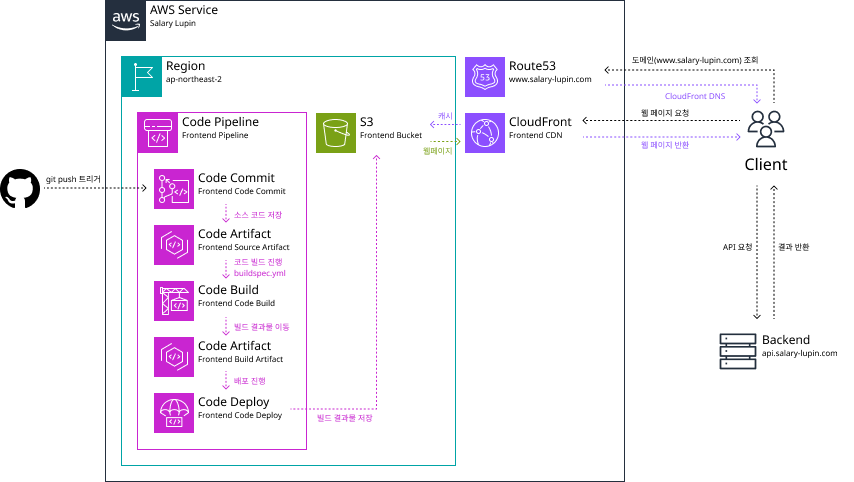 aws
AWS Service
Salary Lupin
Region
ap-northeast-2
Code Pipeline
Frontend Pipeline
S3
Frontend Bucket
캐시
웹페이지
Route53
www.salary-lupin.com
53
CloudFront
Frontend CDN
도메인(www.salary-lupin.com) 조회
CloudFront DNS
웹 페이지 요청
웹 페이지 반환
Client
git push 트리거
Code Commit
Frontend Code Commit
소스 코드 저장
Code Artifact
Frontend Source Artifact
코드 빌드 진행
buildspec.yml
Code Build
Frontend Code Build
빌드 결과물 이동
Code Artifact
Frontend Build Artifact
배포 진행
Code Deploy
Frontend Code Deploy
빌드 결과물 저장
API 요청
결과 반환
Backend
api.salary-lupin.com